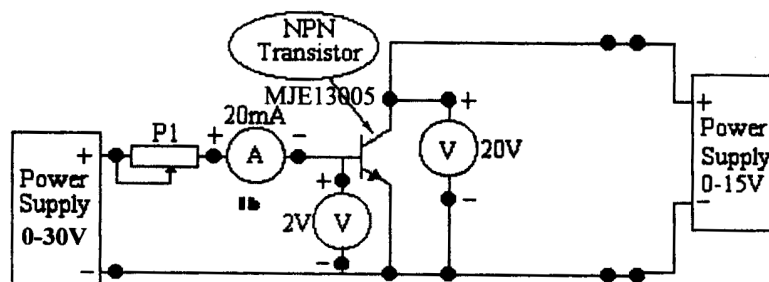 NPN
Transistor
MJE13005
20mA
P1
+
A
-
Ib
+
Power
Supply
0-30V
-
+
2V
V
-
+
V
20V
-
+
Power
Supply
0-15V
-